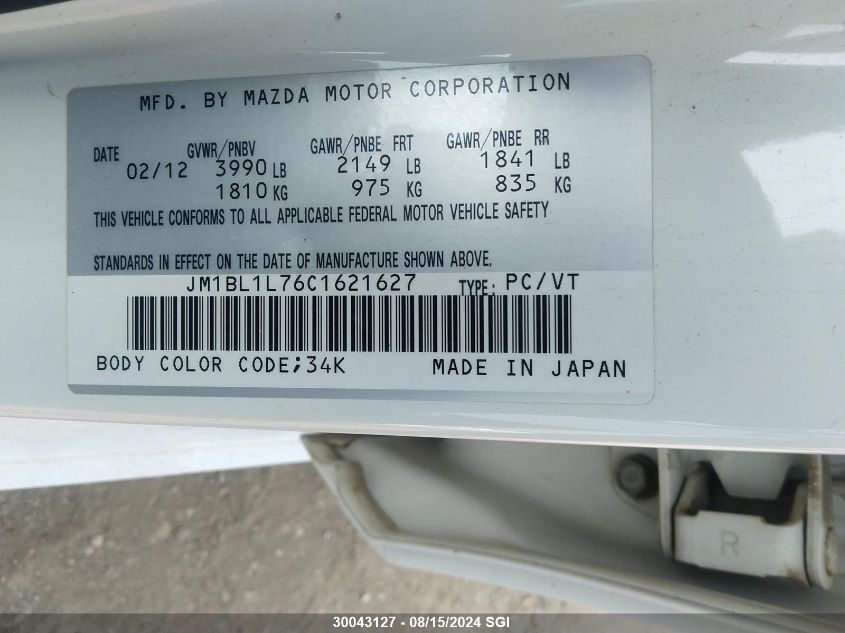 MFD. BY MAZDA MOTOR CORPORATION
DATE GVWR/PNBV GAWR/PNBE FRT GAWR/PNBE RR
02/12 3990 LB 2149 LB 1841 LB
1810 KG 975 KG 835 KG
THIS VEHICLE CONFORMS TO ALL APPLICABLE FEDERAL MOTOR VEHICLE SAFETY
STANDARDS IN EFFECT ON THE DATE OF MANUFACTURE SHOWN ABOVE.
JM1BL1L76C1621627 TYPE: PC/VT
BODY COLOR CODE;34K MADE IN JAPAN
R
30043127 - 08/15/2024 SGI